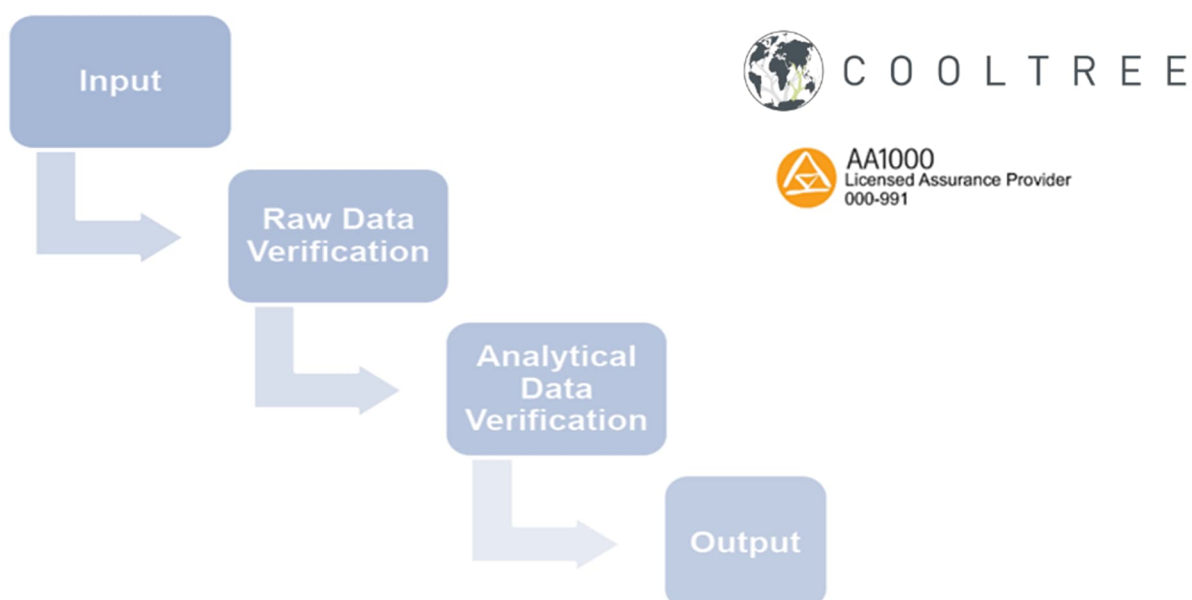 Input
COOLTREE
AA1000
Licensed Assurance Provider
000-991
Raw Data
Verification
Analytical
Data
Verification
Output